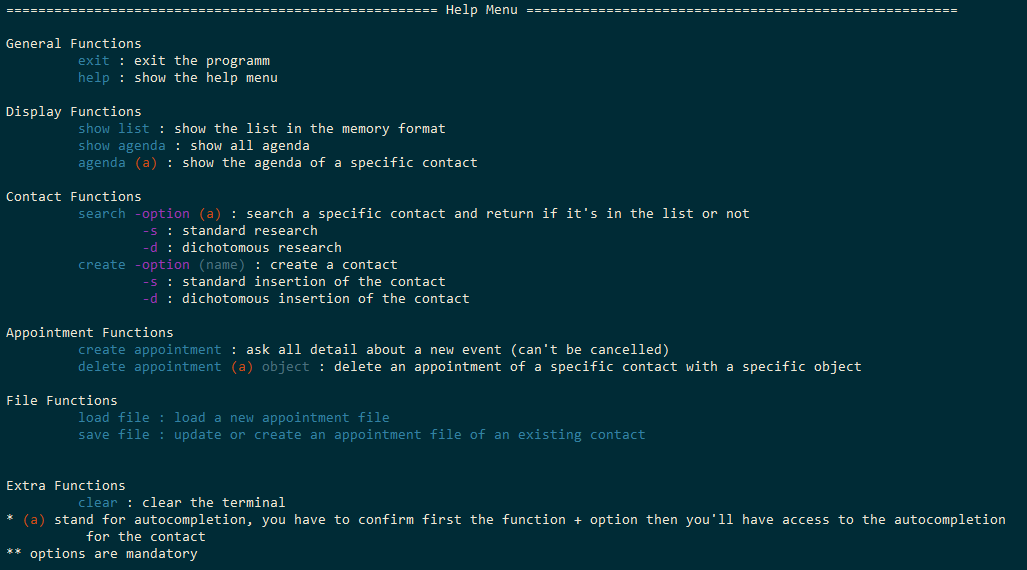 ====================================================== Help Menu ======================================================
General Functions
exit : exit the programm
help : show the help menu
Display Functions
show list : show the list in the memory format
show agenda : show all agenda
agenda (a) : show the agenda of a specific contact
Contact Functions
search -option (a) : search a specific contact and return if it's in the list or not
-s : standard research
-d : dichotomous research
create -option (name) : create a contact
-s : standard insertion of the contact
-d : dichotomous insertion of the contact
Appointment Functions
create appointment : ask all detail about a new event (can't be cancelled)
delete appointment (a) object : delete an appointment of a specific contact with a specific object
File Functions
load file : load a new appointment file
save file : update or create an appointment file of an existing contact
Extra Functions
clear : clear the terminal
* (a) stand for autocompletion, you have to confirm first the function + option then you'll have access to the autocompletion
for the contact
** options are mandatory